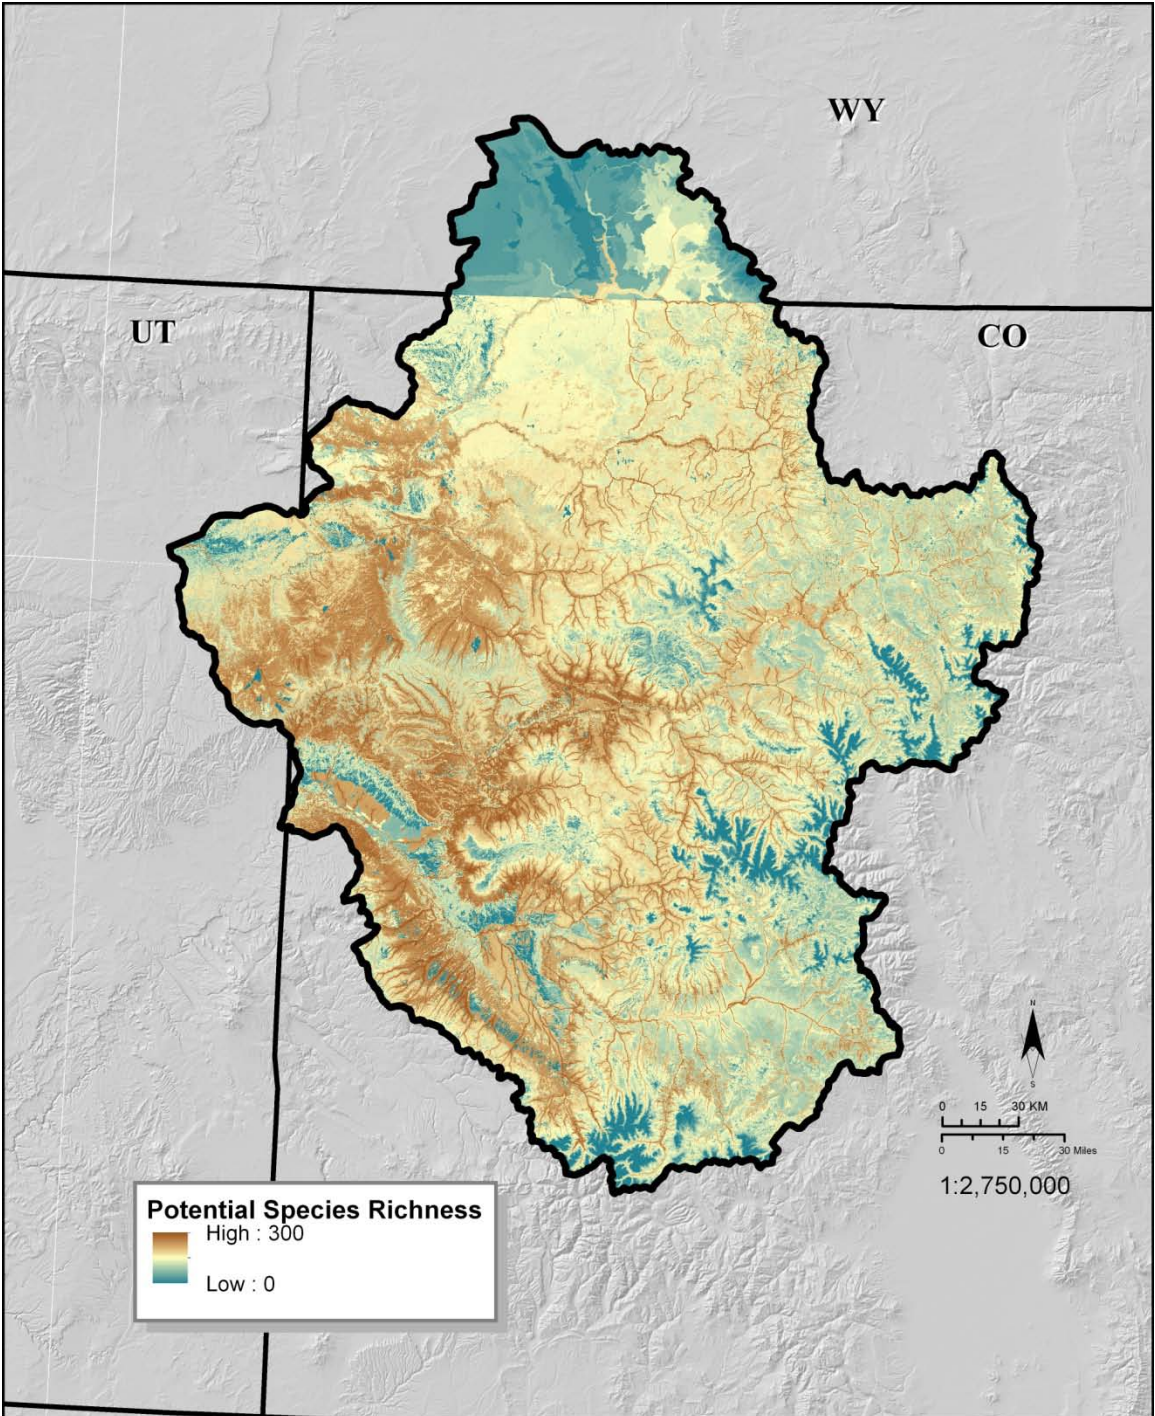 WY
UT
CO
N
S
0 15 30 KM
0 15 30 Miles
1:2,750,000
Potential Species Richness
High : 300
Low : 0